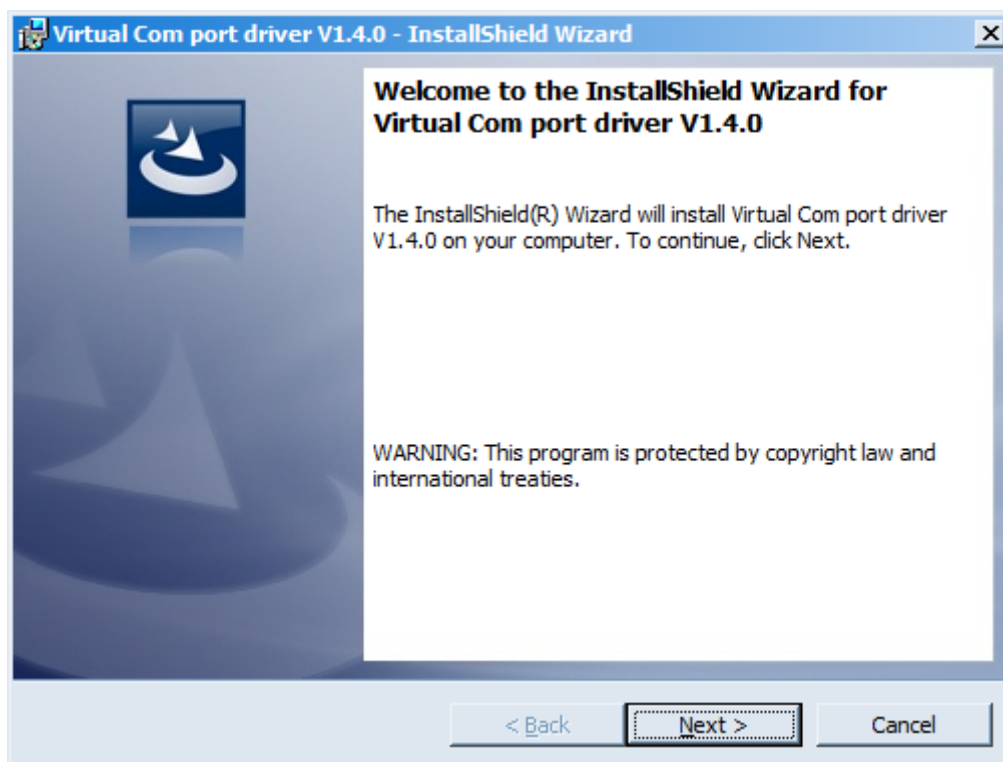 Virtual Com port driver V1.4.0 - InstallShield Wizard
Welcome to the InstallShield Wizard for
Virtual Com port driver V1.4.0
The InstallShield(R) Wizard will install Virtual Com port driver
V1.4.0 on your computer. To continue, click Next.
WARNING: This program is protected by copyright law and
international treaties.
< Back Next > Cancel